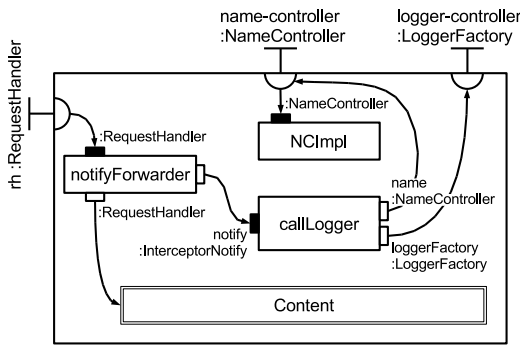 name-controller
:NameController
logger-controller
:LoggerFactory
rh :RequestHandler
:RequestHandler
:NameController
NCImpl
notifyForwarder
:RequestHandler
name
:NameController
callLogger
notify
:InterceptorNotify
loggerFactory
:LoggerFactory
Content